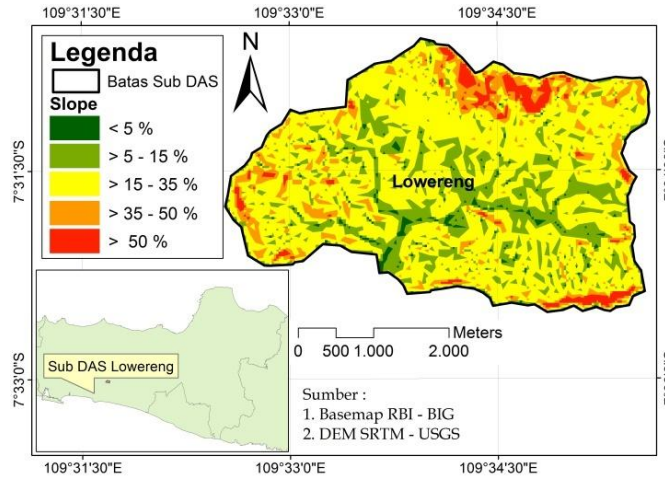 109°31'30"E
109°33'0"E
109°34'30"E
Legenda
Batas Sub DAS
Slope
< 5 %
> 5 - 15 %
> 15 - 35 %
> 35 - 50 %
> 50 %
N
Lowereng
7°31'30"S
7°33'0"S
Sub DAS Lowereng
Meters
0 500 1.000 2.000
Sumber :
1. Basemap RBI - BIG
2. DEM SRTM - USGS
109°31'30"E
109°33'0"E
109°34'30"E